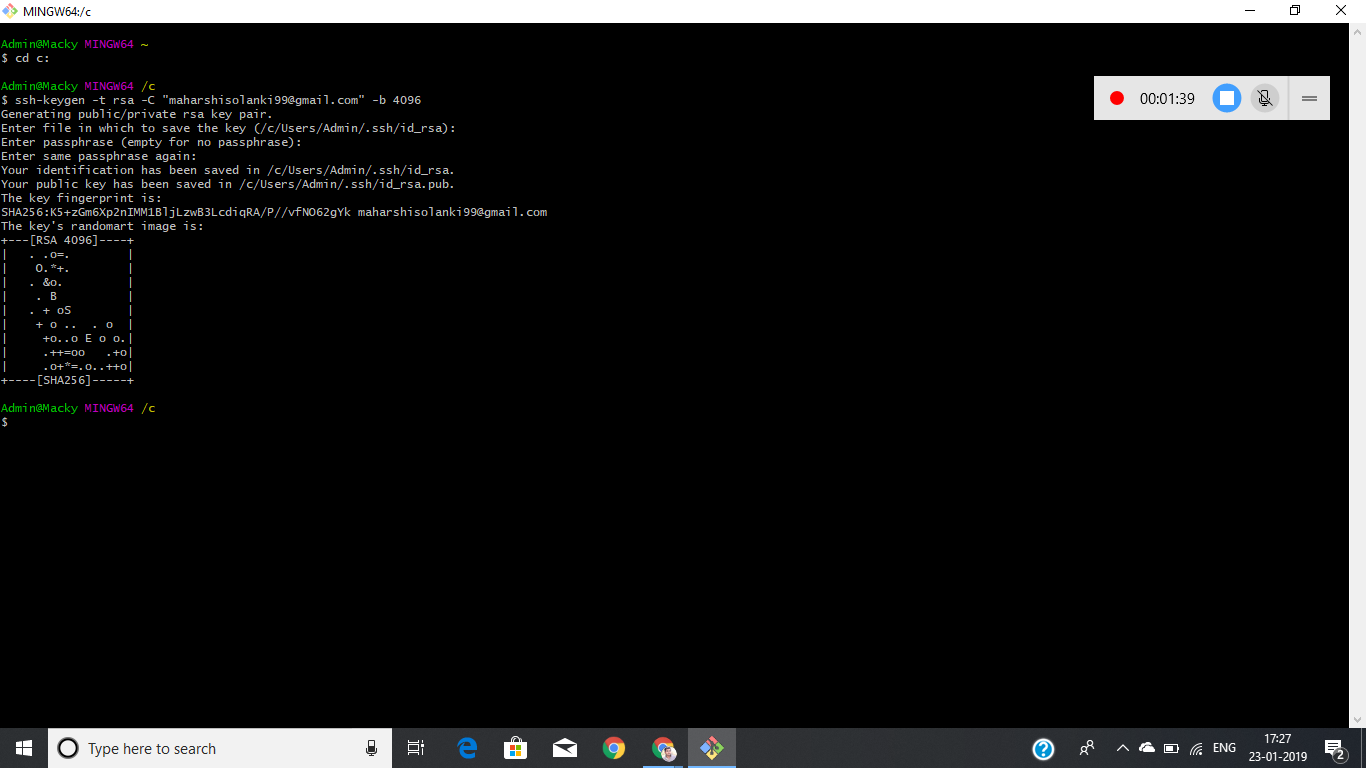 MINGW64:/c
Admin@Macky MINGW64 ~
$ cd c:
Admin@Macky MINGW64 /c
$ ssh-keygen -t rsa -C "maharshisolanki99@gmail.com" -b 4096
Generating public/private rsa key pair.
Enter file in which to save the key (/c/Users/Admin/.ssh/id_rsa):
Enter passphrase (empty for no passphrase):
Enter same passphrase again:
Your identification has been saved in /c/Users/Admin/.ssh/id_rsa.
Your public key has been saved in /c/Users/Admin/.ssh/id_rsa.pub.
The key fingerprint is:
SHA256:K5+zGm6Xp2nIMM1BljLzwB3LcdiqRA/P//vfNO62gYk maharshisolanki99@gmail.com
The key's randomart image is:
+---[RSA 4096]----+
|   . .o=.        |
|    O.*+.        |
|   . &o.         |
|    . B          |
|   . + oS        |
|    + o ..  . o  |
|     +o..o E o o.|
|     .++=oo   .+o|
|     .o+*=.o..++o|
+----[SHA256]-----+
Admin@Macky MINGW64 /c
$
00:01:39
Type here to search
ENG
17:27
23-01-2019
2